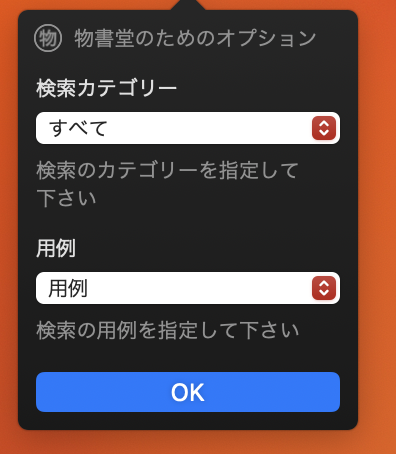 物 物書堂のためのオプション
検索カテゴリー
すべて
検索のカテゴリーを指定して
下さい
用例
用例
検索の用例を指定して下さい
OK